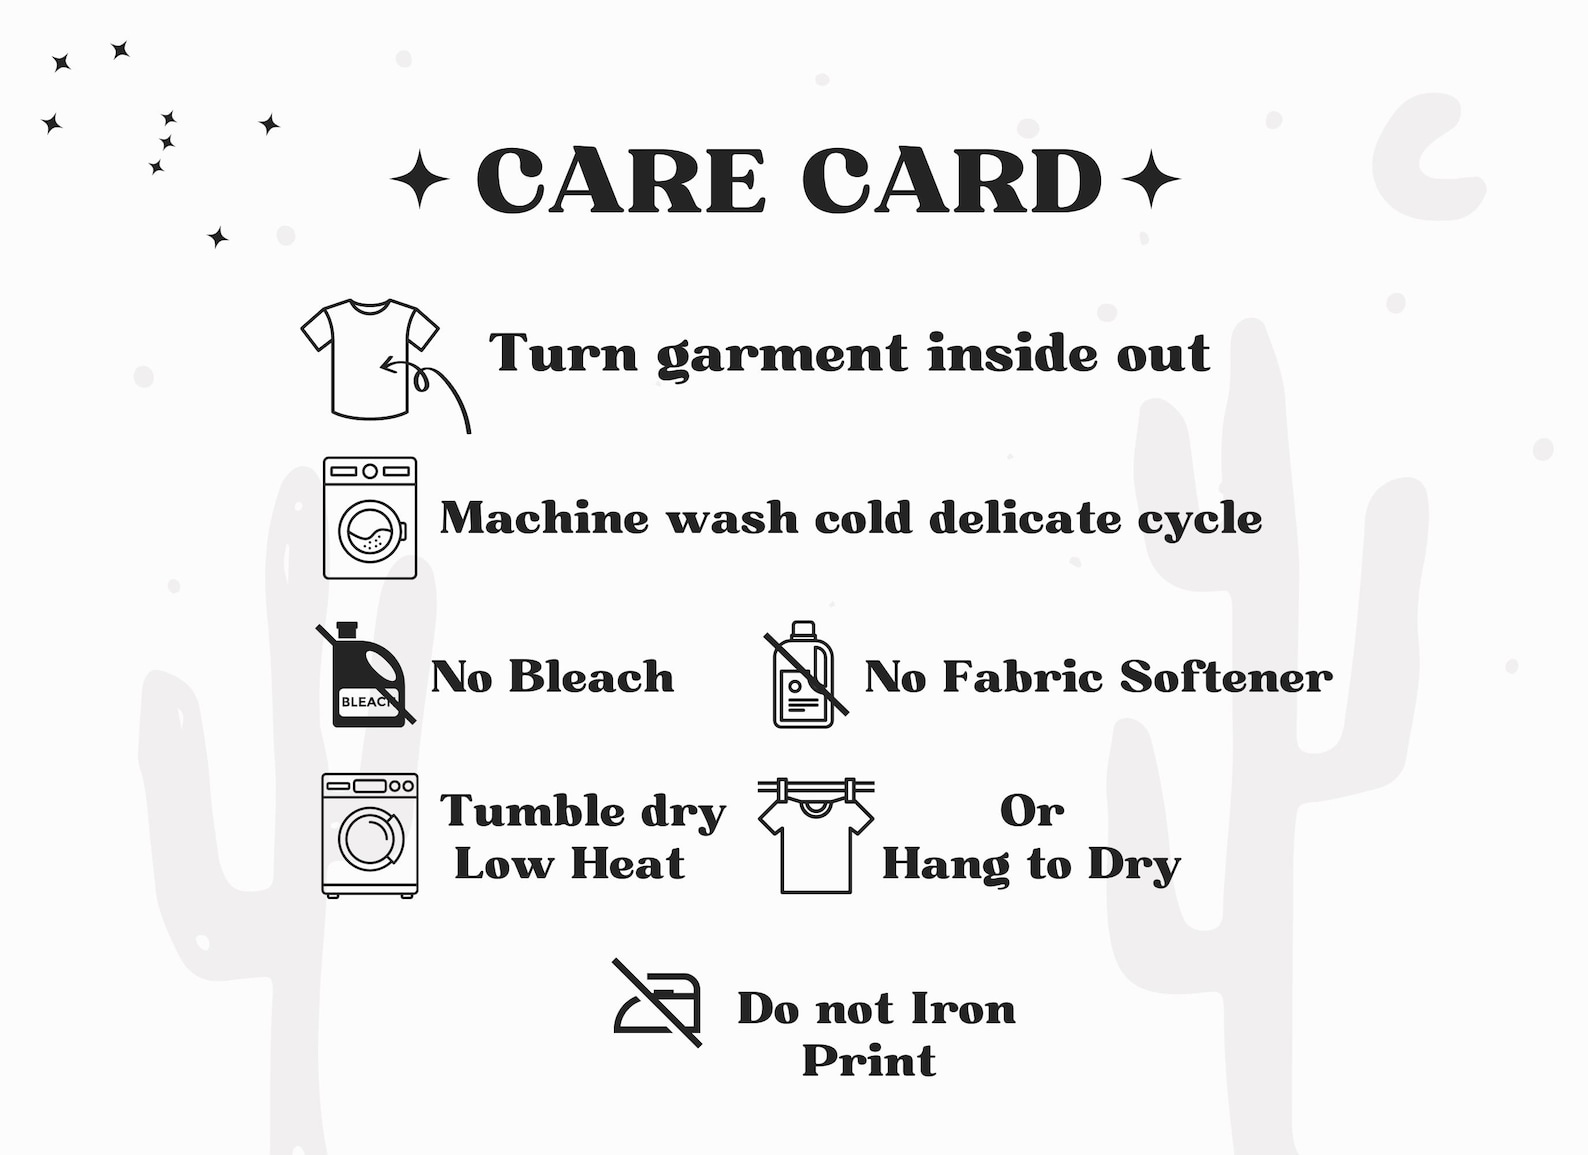 CARE CARD
Turn garment inside out
Machine wash cold delicate cycle
BLEACH
No Bleach
No Fabric Softener
Tumble dry
Low Heat
Or
Hang to Dry
Do not Iron
Print